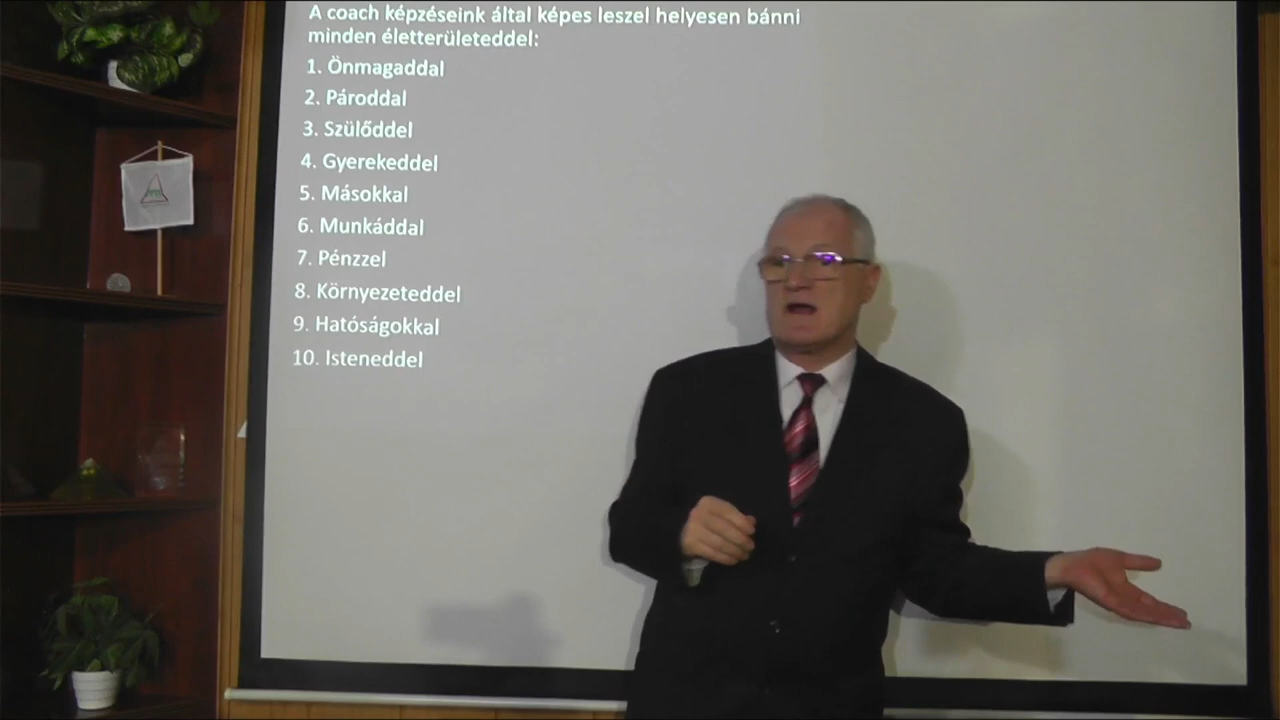 A coach képzéseink által képes leszel helyesen bánni
minden életterületeddel:
1. Önmagaddal
2. Pároddal
3. Szülőddel
4. Gyerekeddel
5. Másokkal
6. Munkáddal
7. Pénzzel
8. Környezeteddel
9. Hatóságokkal
10. Isteneddel